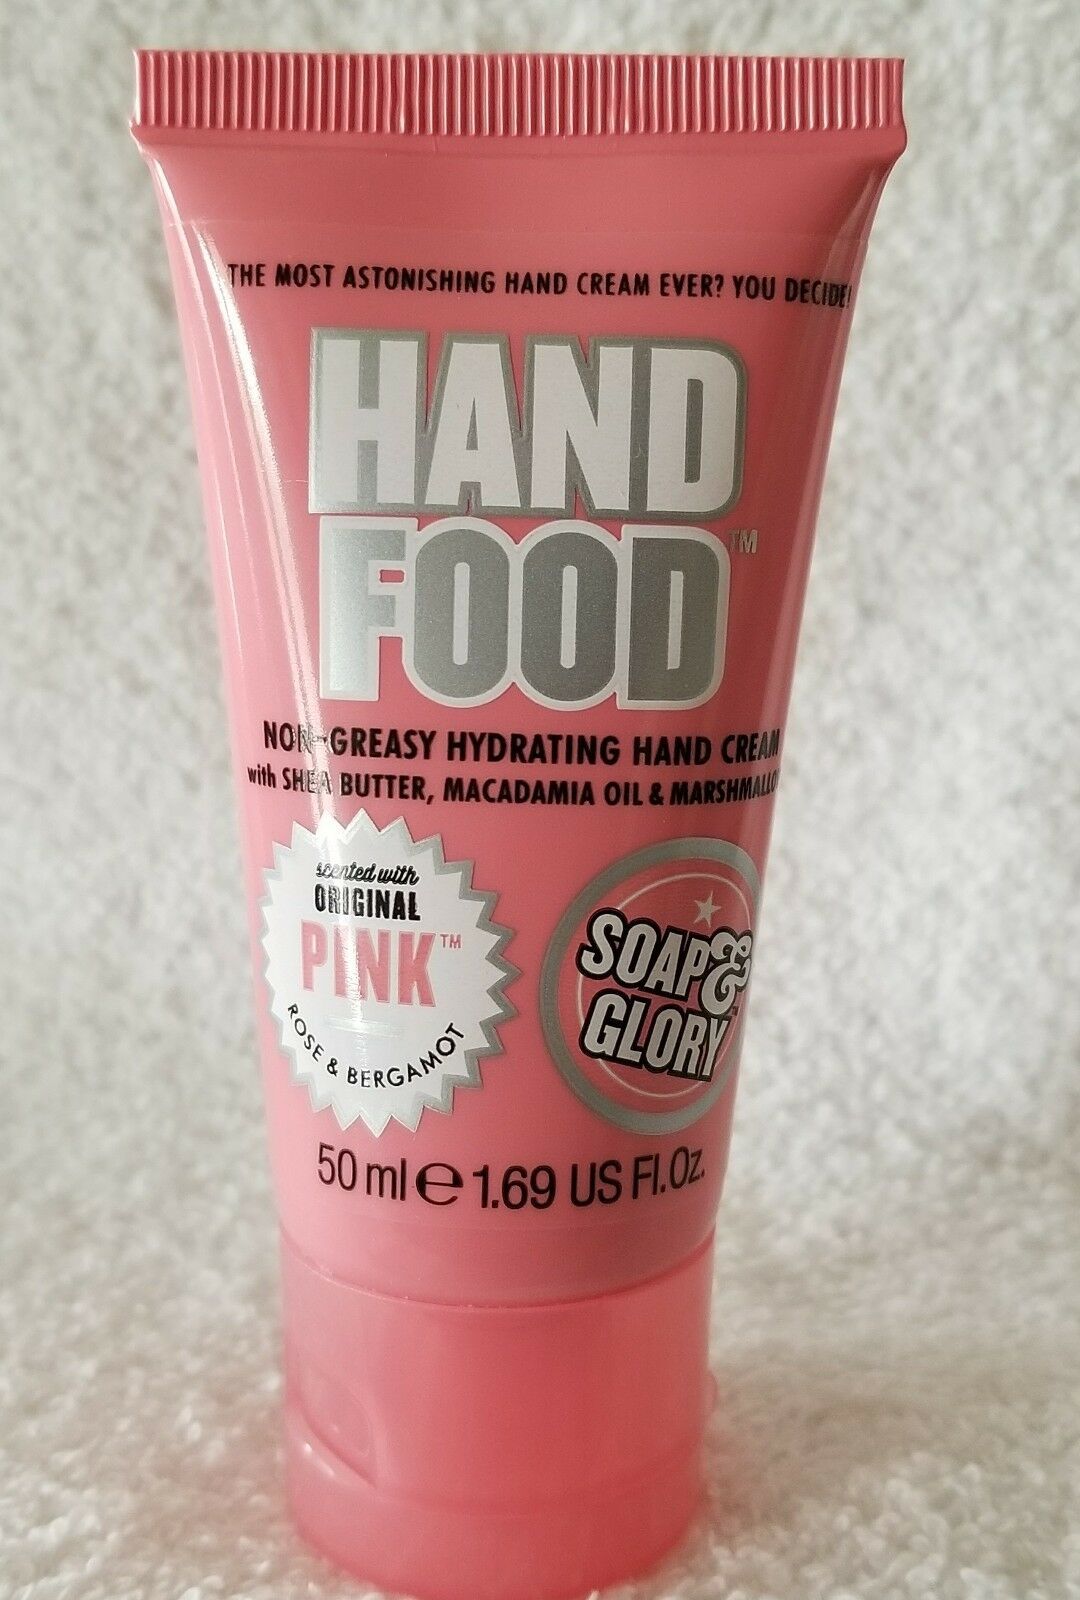 THE MOST ASTONISHING HAND CREAM EVER? YOU DECIDE!
HAND
FOOD™
NON-GREASY HYDRATING HAND CREAM
with SHEA BUTTER, MACADAMIA OIL & MARSHMALLOW
scented with
ORIGINAL
PINK™
ROSE & BERGAMOT
SOAP&
GLORY™
50 ml e 1.69 US Fl.Oz.